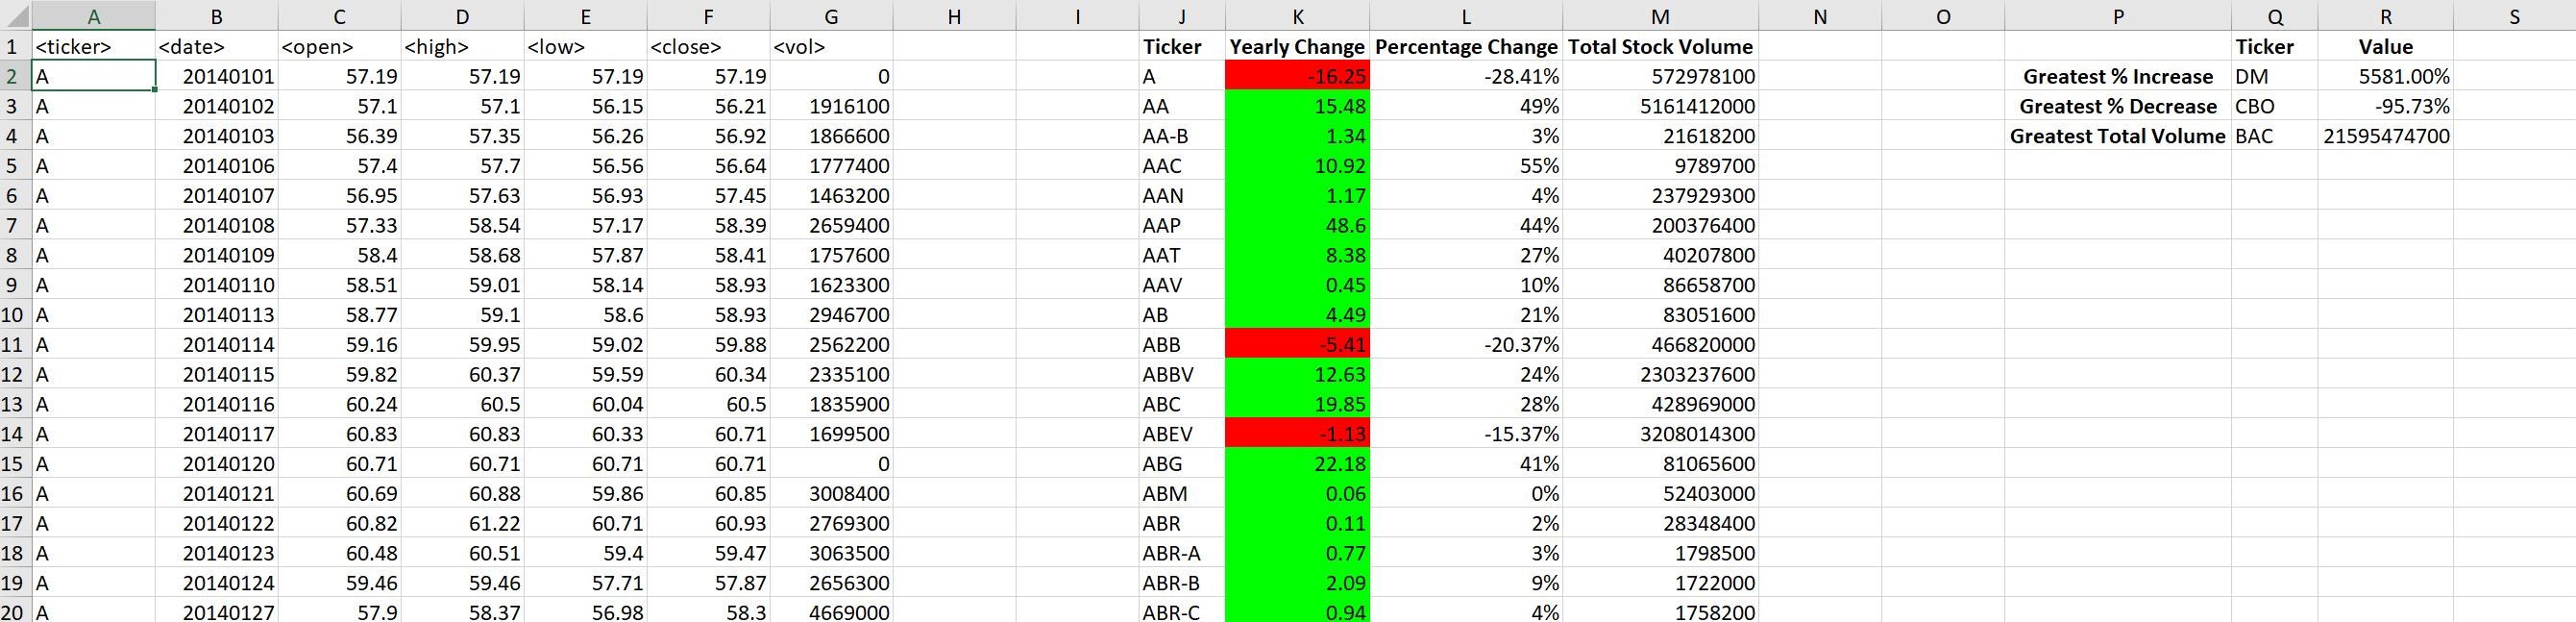 A B C D E F G H I J K L M N O P Q R S
1 <ticker> <date> <open> <high> <low> <close> <vol> Ticker Yearly Change Percentage Change Total Stock Volume Ticker Value
2 A 20140101 57.19 57.19 57.19 57.19 0 A -16.25 -28.41% 572978100 Greatest % Increase DM 5581.00%
3 A 20140102 57.1 57.1 56.15 56.21 1916100 AA 15.48 49% 5161412000 Greatest % Decrease CBO -95.73%
4 A 20140103 56.39 57.35 56.26 56.92 1866600 AA-B 1.34 3% 21618200 Greatest Total Volume BAC 21595474700
5 A 20140106 57.4 57.7 56.56 56.64 1777400 AAC 10.92 55% 9789700
6 A 20140107 56.95 57.63 56.93 57.45 1463200 AAN 1.17 4% 237929300
7 A 20140108 57.33 58.54 57.17 58.39 2659400 AAP 48.6 44% 200376400
8 A 20140109 58.4 58.68 57.87 58.41 1757600 AAT 8.38 27% 40207800
9 A 20140110 58.51 59.01 58.14 58.93 1623300 AAV 0.45 10% 86658700
10 A 20140113 58.77 59.1 58.6 58.93 2946700 AB 4.49 21% 83051600
11 A 20140114 59.16 59.95 59.02 59.88 2562200 ABB -5.41 -20.37% 466820000
12 A 20140115 59.82 60.37 59.59 60.34 2335100 ABBV 12.63 24% 2303237600
13 A 20140116 60.24 60.5 60.04 60.5 1835900 ABC 19.85 28% 428969000
14 A 20140117 60.83 60.83 60.33 60.71 1699500 ABEV -1.13 -15.37% 3208014300
15 A 20140120 60.71 60.71 60.71 60.71 0 ABG 22.18 41% 81065600
16 A 20140121 60.69 60.88 59.86 60.85 3008400 ABM 0.06 0% 52403000
17 A 20140122 60.82 61.22 60.71 60.93 2769300 ABR 0.11 2% 28348400
18 A 20140123 60.48 60.51 59.4 59.47 3063500 ABR-A 0.77 3% 1798500
19 A 20140124 59.46 59.46 57.71 57.87 2656300 ABR-B 2.09 9% 1722000
20 A 20140127 57.9 58.37 56.98 58.3 4669000 ABR-C 0.94 4% 1758200